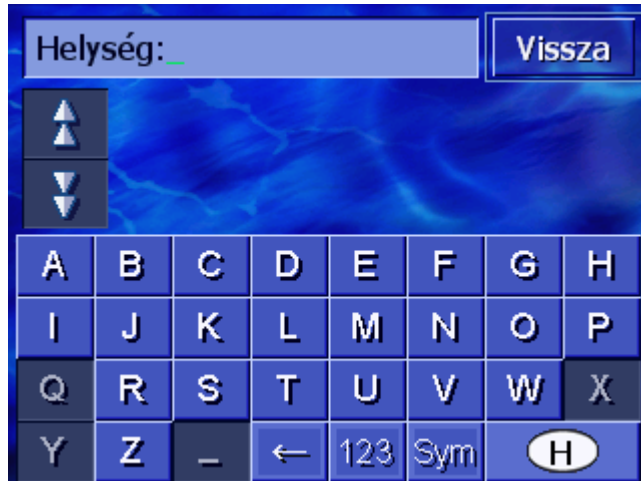 Helység:_ Vissza
A B C D E F G H
I J K L M N O P
Q R S T U V W X
Y Z _ ← 123 Sym H